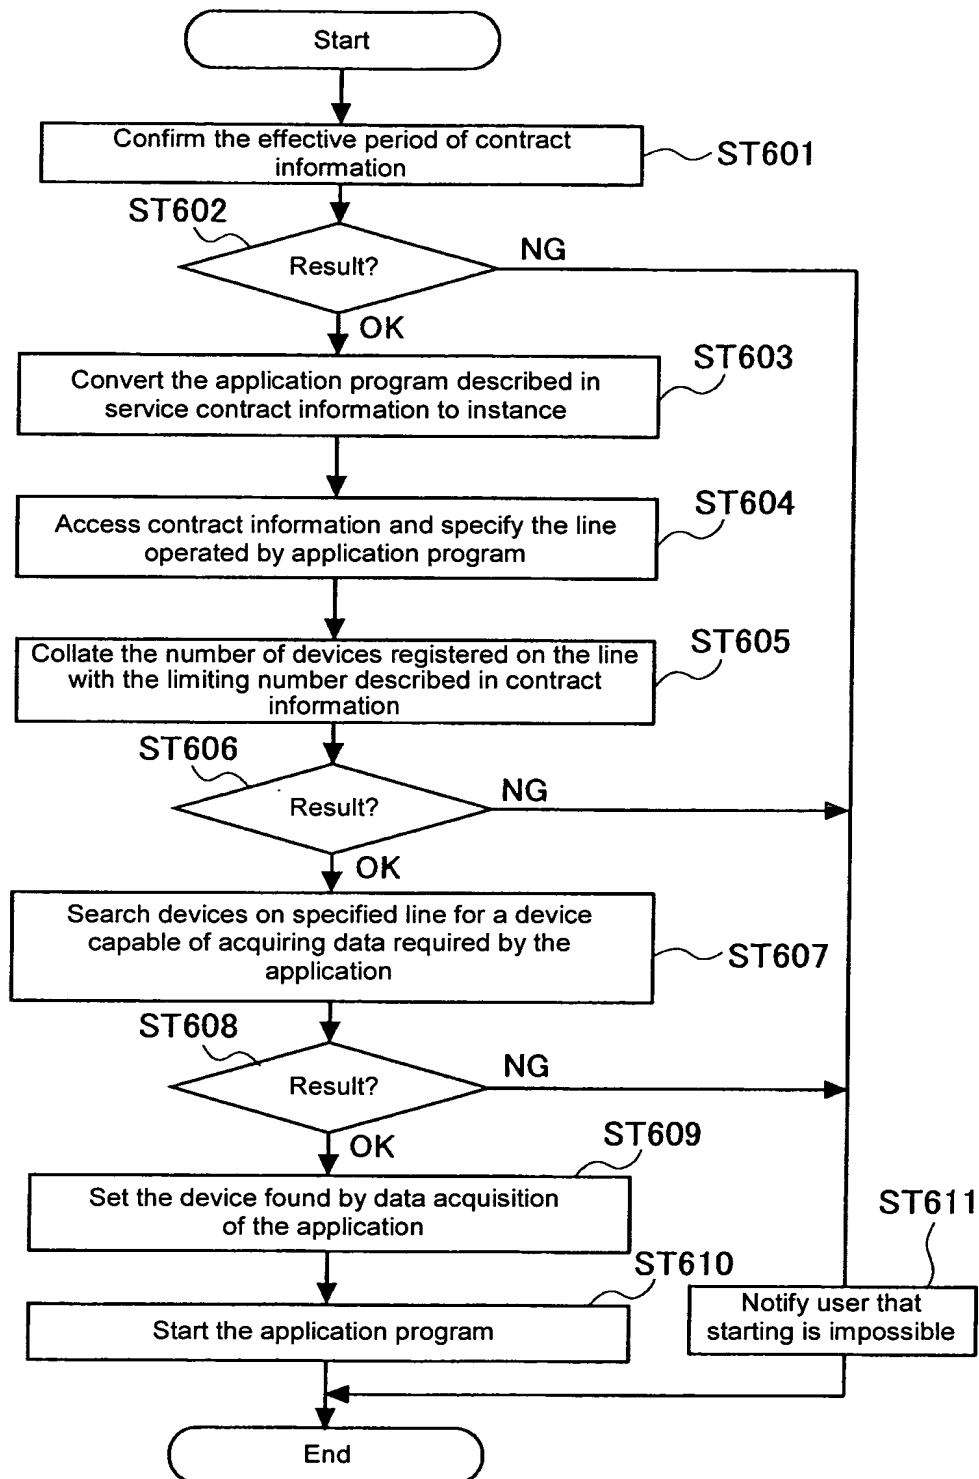 Start
Confirm the effective period of contract
information
ST601
ST602
Result?
NG
OK
Convert the application program described in
service contract information to instance
ST603
Access contract information and specify the line
operated by application program
ST604
Collate the number of devices registered on the line
with the limiting number described in contract
information
ST605
ST606
Result?
NG
OK
Search devices on specified line for a device
capable of acquiring data required by the
application
ST607
ST608
Result?
NG
OK
ST609
Set the device found by data acquisition
of the application
ST610
Start the application program
ST611
Notify user that
starting is impossible
End